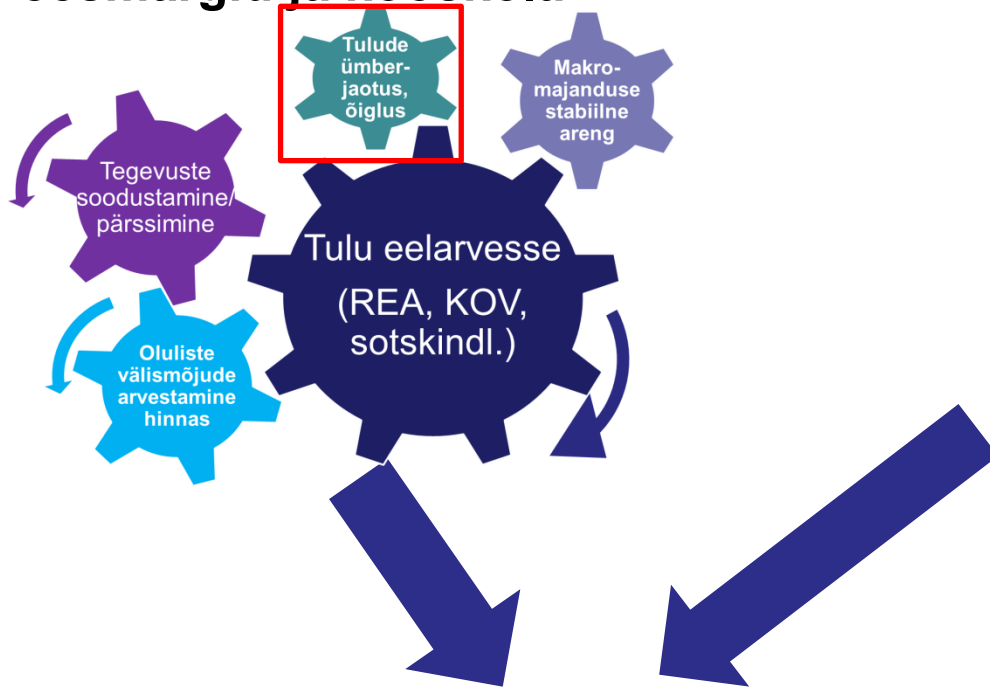 Tulude
ümber-
jaotus,
õiglus
Makro-
majanduse
stabiilne
areng
Tegevuste
soodustamine/
pärssimine
Tulu eelarvesse
(REA, KOV,
sotskindl.)
Oluliste
välismõjude
arvestamine
hinnas